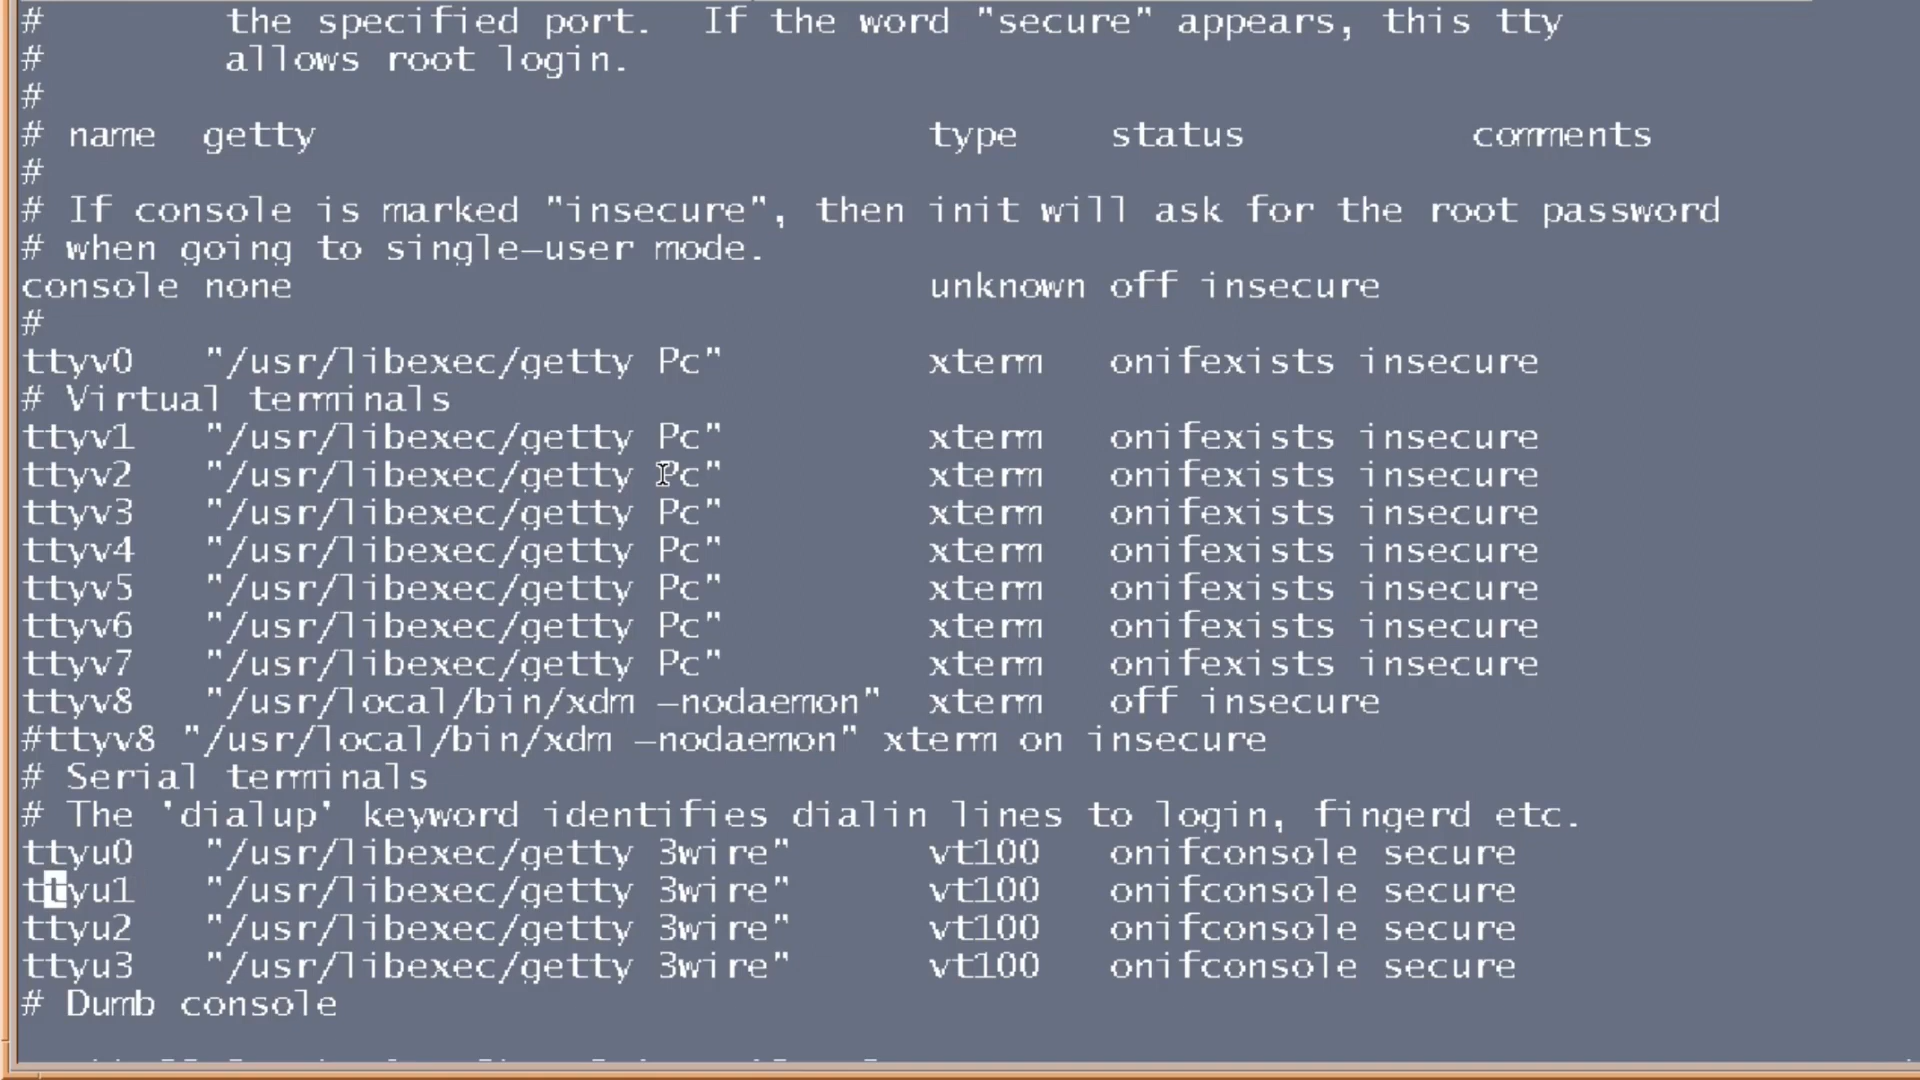 # the specified port. If the word "secure" appears, this tty
# allows root login.
#
# name getty type status comments
#
# If console is marked "insecure", then init will ask for the root password
# when going to single-user mode.
console none unknown off insecure
#
ttyv0 "/usr/libexec/getty Pc" xterm onifexists insecure
# Virtual terminals
ttyv1 "/usr/libexec/getty Pc" xterm onifexists insecure
ttyv2 "/usr/libexec/getty Pc" xterm onifexists insecure
ttyv3 "/usr/libexec/getty Pc" xterm onifexists insecure
ttyv4 "/usr/libexec/getty Pc" xterm onifexists insecure
ttyv5 "/usr/libexec/getty Pc" xterm onifexists insecure
ttyv6 "/usr/libexec/getty Pc" xterm onifexists insecure
ttyv7 "/usr/libexec/getty Pc" xterm onifexists insecure
ttyv8 "/usr/local/bin/xdm -nodaemon" xterm off insecure
#ttyv8 "/usr/local/bin/xdm -nodaemon" xterm on insecure
# Serial terminals
# The 'dialup' keyword identifies dialin lines to login, fingerd etc.
ttyu0 "/usr/libexec/getty 3wire" vt100 onifconsole secure
ttyu1 "/usr/libexec/getty 3wire" vt100 onifconsole secure
ttyu2 "/usr/libexec/getty 3wire" vt100 onifconsole secure
ttyu3 "/usr/libexec/getty 3wire" vt100 onifconsole secure
# Dumb console